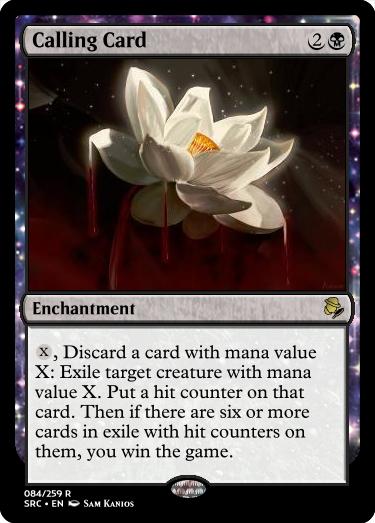 Calling Card 2
Enchantment
X, Discard a card with mana value
X: Exile target creature with mana
value X. Put a hit counter on that
card. Then if there are six or more
cards in exile with hit counters on
them, you win the game.
084/259 R
SRC • EN SAM KANIOS